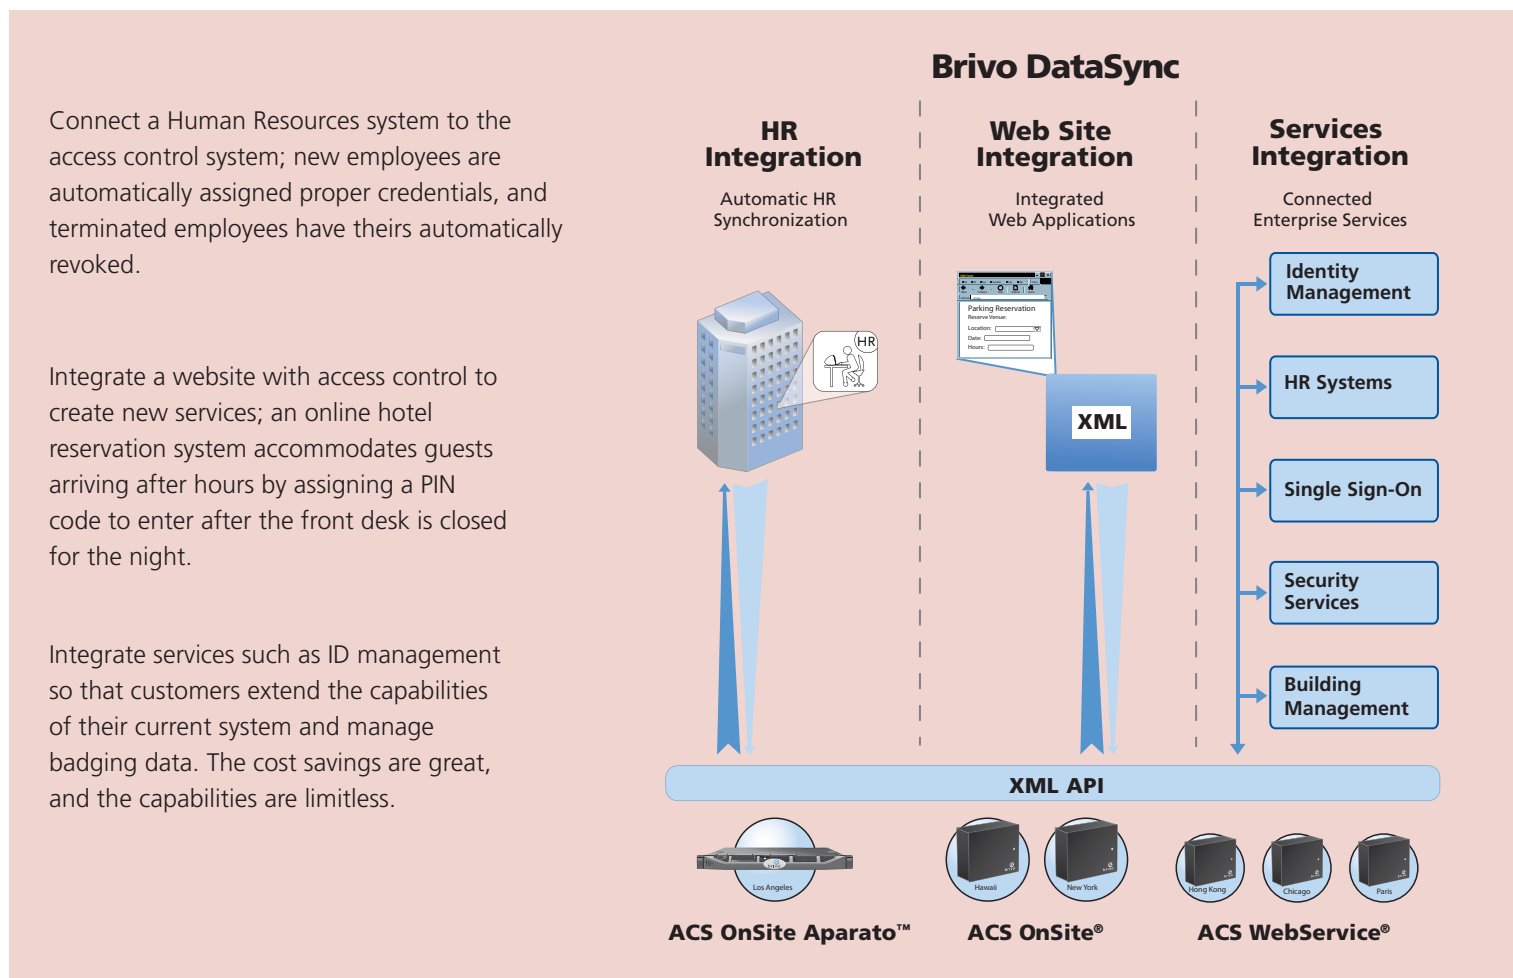 Connect a Human Resources system to the
access control system; new employees are
automatically assigned proper credentials, and
terminated employees have theirs automatically
revoked.
Integrate a website with access control to
create new services; an online hotel
reservation system accommodates guests
arriving after hours by assigning a PIN
code to enter after the front desk is closed
for the night.
Integrate services such as ID management
so that customers extend the capabilities
of their current system and manage
badging data. The cost savings are great,
and the capabilities are limitless.
Brivo DataSync
HR
Integration
Automatic HR
Synchronization
HR
Web Site
Integration
Integrated
Web Applications
Parking Reservation
Reserve Venue:
Location:
Date:
Hours:
XML
Services
Integration
Connected
Enterprise Services
Identity
Management
HR Systems
Single Sign-On
Security
Services
Building
Management
XML API
Los Angeles
Hawaii
New York
Hong Kong
Chicago
Paris
ACS OnSite Aparato™
ACS OnSite®
ACS WebService®